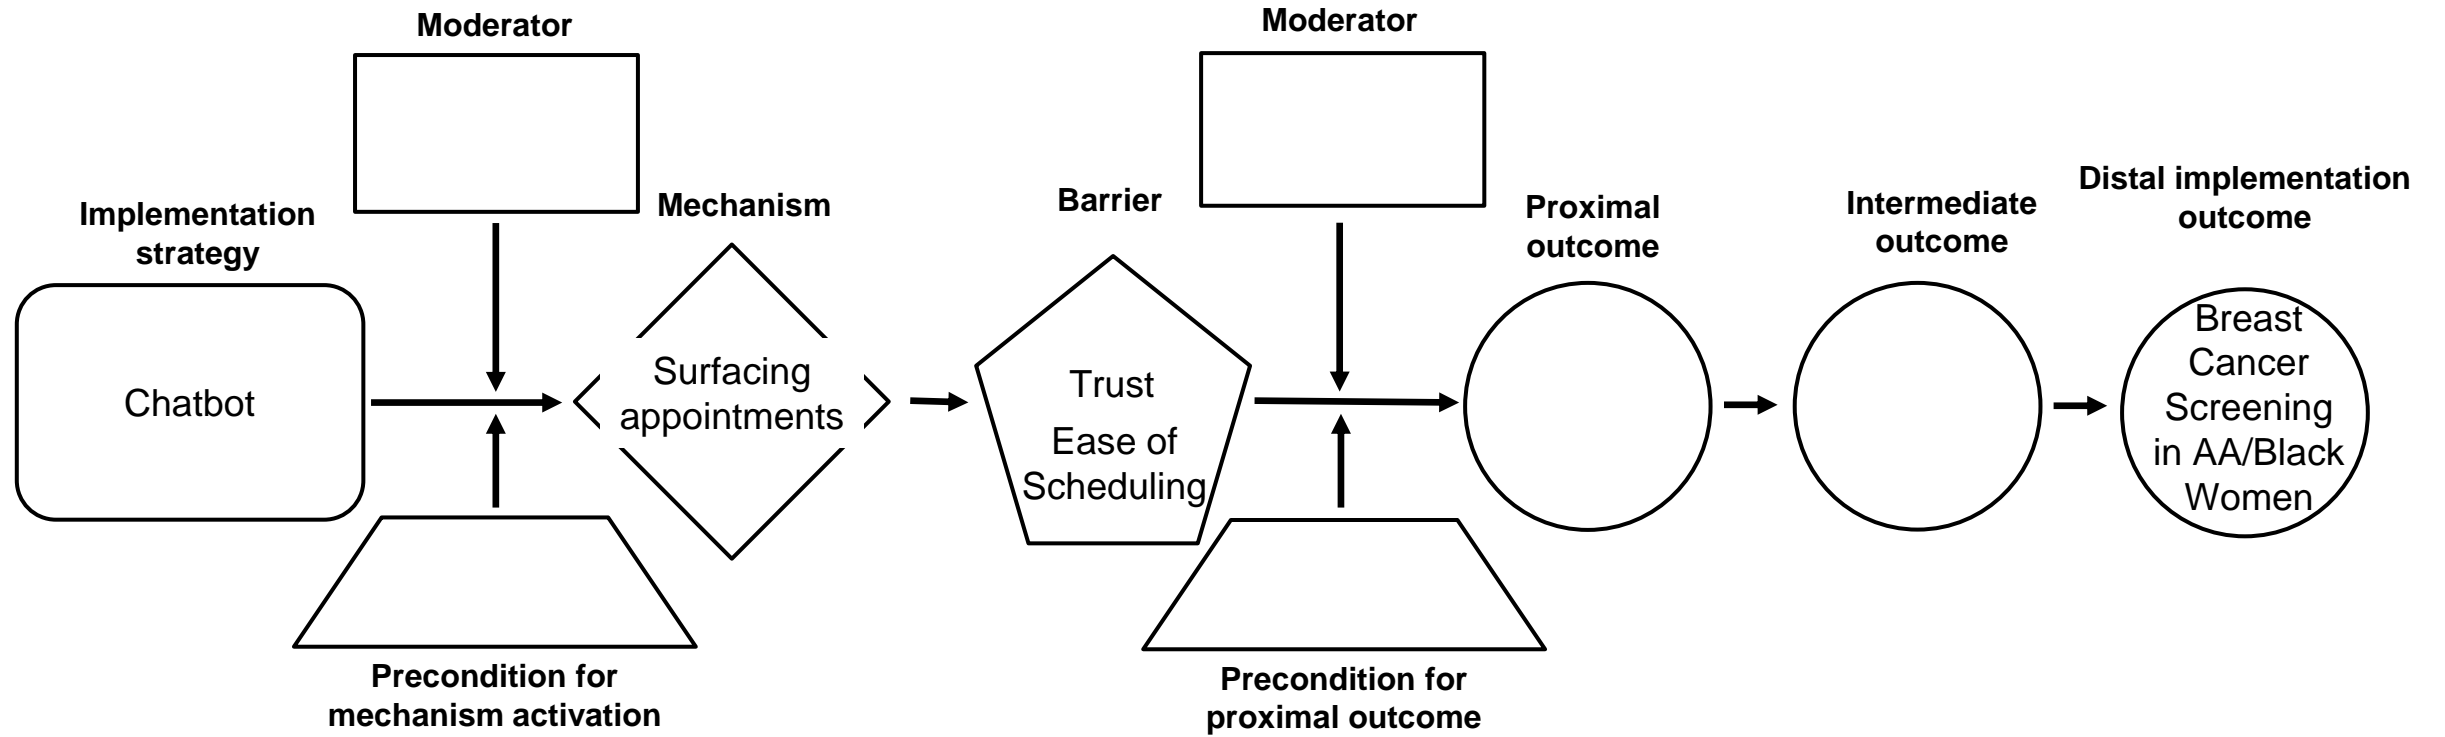 Moderator
Moderator
Implementation
strategy
Mechanism
Barrier
Proximal
outcome
Intermediate
outcome
Distal implementation
outcome
Chatbot
Surfacing
appointments
Trust
Ease of
Scheduling
Breast
Cancer
Screening
in AA/Black
Women
Precondition for
mechanism activation
Precondition for
proximal outcome